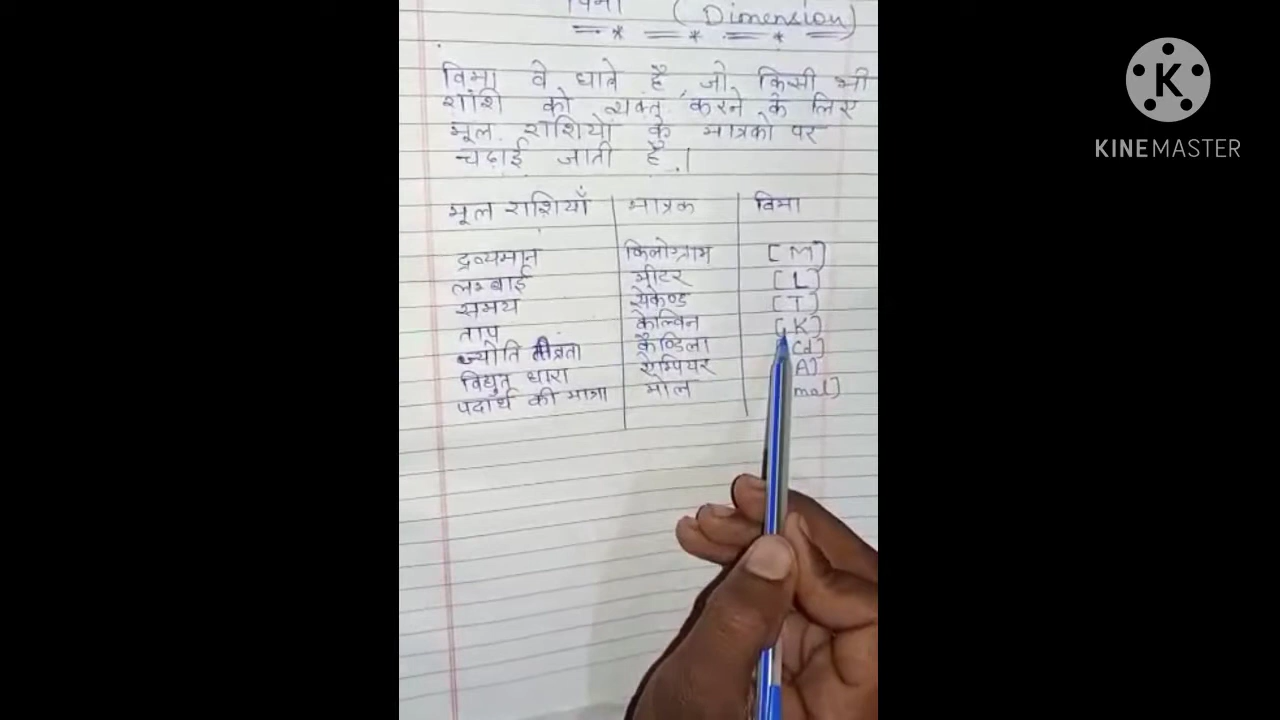 विमा (Dimension)
विमा वे घाते है जो किसी भी
राशि को व्यक्त करने के लिए
मूल राशियों के मात्रको पर
चढ़ाई जाती है।
मूल राशियाँ मात्रक विमा
द्रव्यमान किलोग्राम [M]
लम्बाई मीटर [L]
समय सेकेण्ड [T]
ताप केल्विन [K]
ज्योति तीव्रता कैण्डिला Cd]
विद्युत धारा ऐम्पियर A]
पदार्थ की मात्रा मोल mol]
K
KINEMASTER